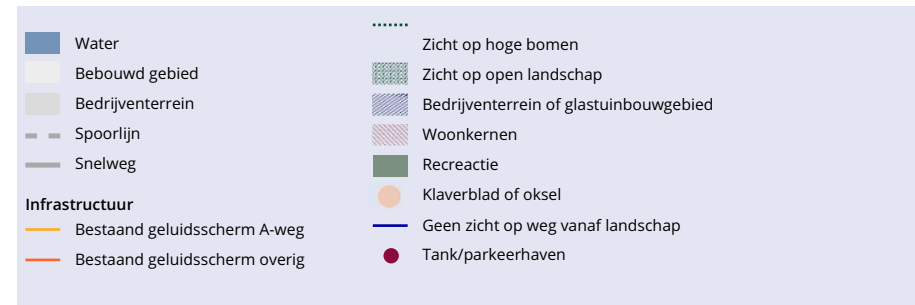 Water
Bebouwd gebied
Bedrijventerrein
Spoorlijn
Snelweg
Infrastructuur
Bestaand geluidsscherm A-weg
Bestaand geluidsscherm overig
Zicht op hoge bomen
Zicht op open landschap
Bedrijventerrein of glastuinbouwgebied
Woonkernen
Recreactie
Klaverblad of oksel
Geen zicht op weg vanaf landschap
Tank/parkeerhaven